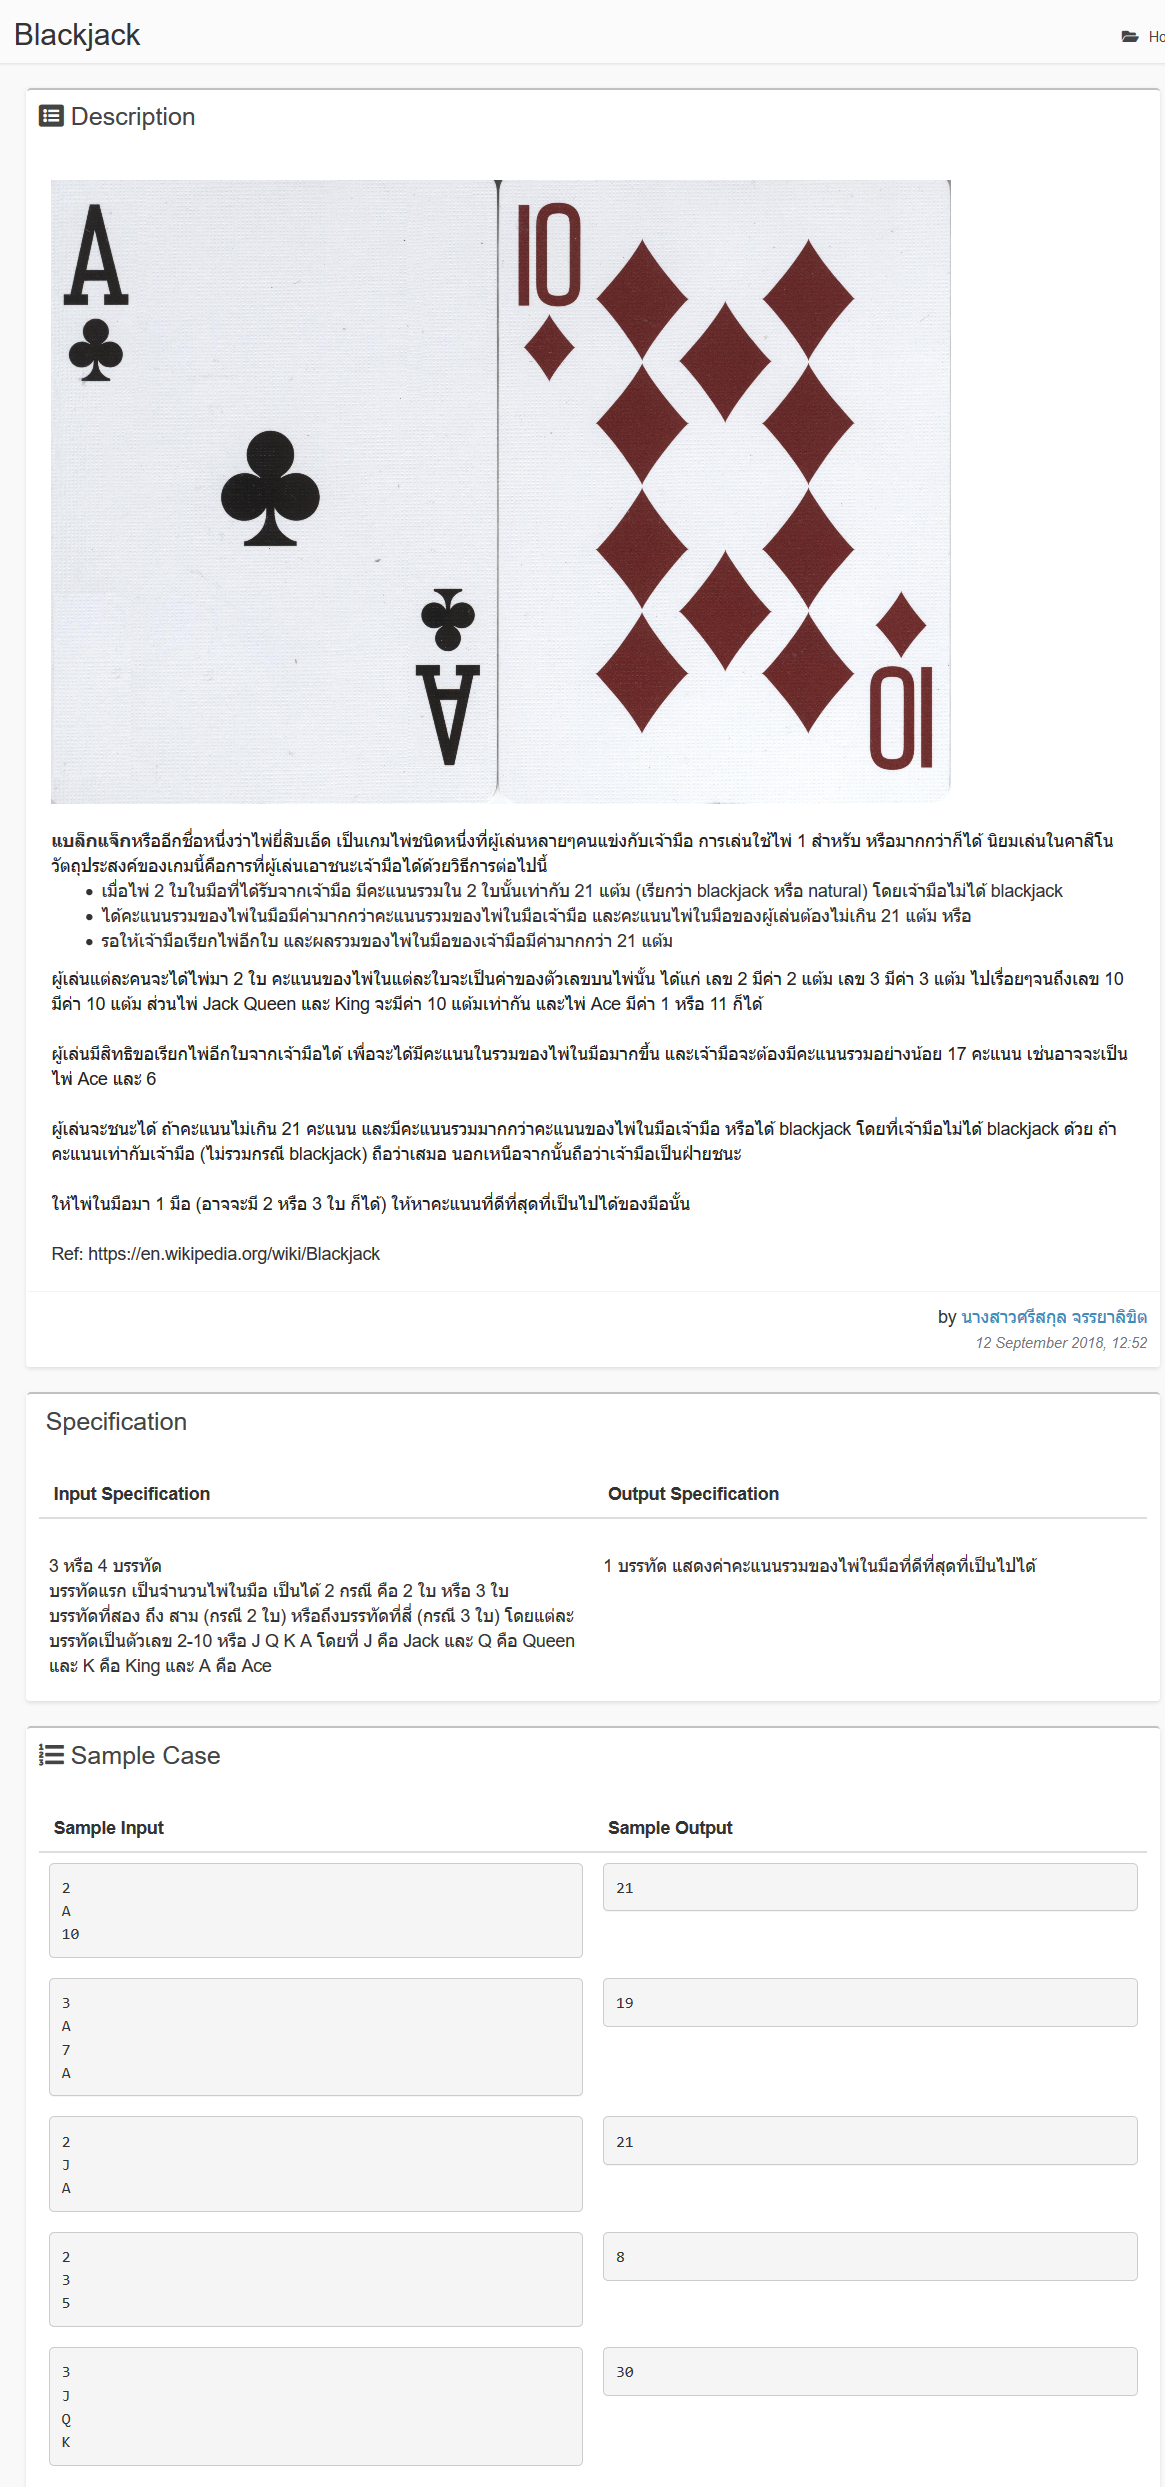 Blackjack
Ho
Description
A
10
A
10
แบล็กแจ็กหรืออีกชื่อหนึ่งว่าไพ่ยี่สิบเอ็ด เป็นเกมไพ่ชนิดหนึ่งที่ผู้เล่นหลายๆคนแข่งกับเจ้ามือ การเล่นใช้ไพ่ 1 สำหรับ หรือมากกว่าก็ได้ นิยมเล่นในคาสิโน
วัตถุประสงค์ของเกมนี้คือการที่ผู้เล่นเอาชนะเจ้ามือได้ด้วยวิธีการต่อไปนี้
เมื่อไพ่ 2 ใบในมือที่ได้รับจากเจ้ามือ มีคะแนนรวมใน 2 ใบนั้นเท่ากับ 21 แต้ม (เรียกว่า blackjack หรือ natural) โดยเจ้ามือไม่ได้ blackjack
ได้คะแนนรวมของไพ่ในมือมีค่ามากกว่าคะแนนรวมของไพ่ในมือเจ้ามือ และคะแนนไพ่ในมือของผู้เล่นต้องไม่เกิน 21 แต้ม หรือ
รอให้เจ้ามือเรียกไพ่อีกใบ และผลรวมของไพ่ในมือของเจ้ามือมีค่ามากกว่า 21 แต้ม
ผู้เล่นแต่ละคนจะได้ไพ่มา 2 ใบ คะแนนของไพ่ในแต่ละใบจะเป็นค่าของตัวเลขบนไพ่นั้น ได้แก่ เลข 2 มีค่า 2 แต้ม เลข 3 มีค่า 3 แต้ม ไปเรื่อยๆจนถึงเลข 10
มีค่า 10 แต้ม ส่วนไพ่ Jack Queen และ King จะมีค่า 10 แต้มเท่ากัน และไพ่ Ace มีค่า 1 หรือ 11 ก็ได้
ผู้เล่นมีสิทธิขอเรียกไพ่อีกใบจากเจ้ามือได้ เพื่อจะได้มีคะแนนในรวมของไพ่ในมือมากขึ้น และเจ้ามือจะต้องมีคะแนนรวมอย่างน้อย 17 คะแนน เช่นอาจจะเป็น
ไพ่ Ace และ 6
ผู้เล่นจะชนะได้ ถ้าคะแนนไม่เกิน 21 คะแนน และมีคะแนนรวมมากกว่าคะแนนของไพ่ในมือเจ้ามือ หรือได้ blackjack โดยที่เจ้ามือไม่ได้ blackjack ด้วย ถ้า
คะแนนเท่ากับเจ้ามือ (ไม่รวมกรณี blackjack) ถือว่าเสมอ นอกเหนือจากนั้นถือว่าเจ้ามือเป็นฝ่ายชนะ
ให้ไพ่ในมือมา 1 มือ (อาจจะมี 2 หรือ 3 ใบ ก็ได้) ให้หาคะแนนที่ดีที่สุดที่เป็นไปได้ของมือนั้น
Ref: https://en.wikipedia.org/wiki/Blackjack
by นางสาวศรีสกุล จรรยาลิขิต
12 September 2018, 12:52
Specification
Input Specification
3 หรือ 4 บรรทัด
บรรทัดแรก เป็นจำนวนไพ่ในมือ เป็นได้ 2 กรณี คือ 2 ใบ หรือ 3 ใบ
บรรทัดที่สอง ถึง สาม (กรณี 2 ใบ) หรือถึงบรรทัดที่สี่ (กรณี 3 ใบ) โดยแต่ละ
บรรทัดเป็นตัวเลข 2-10 หรือ J Q K A โดยที่ J คือ Jack และ Q คือ Queen
และ K คือ King และ A คือ Ace
Output Specification
1 บรรทัด แสดงค่าคะแนนรวมของไพ่ในมือที่ดีที่สุดที่เป็นไปได้
Sample Case
Sample Input
Sample Output
2
A
10
21
3
A
7
A
19
2
J
A
21
2
3
5
8
3
J
Q
K
30